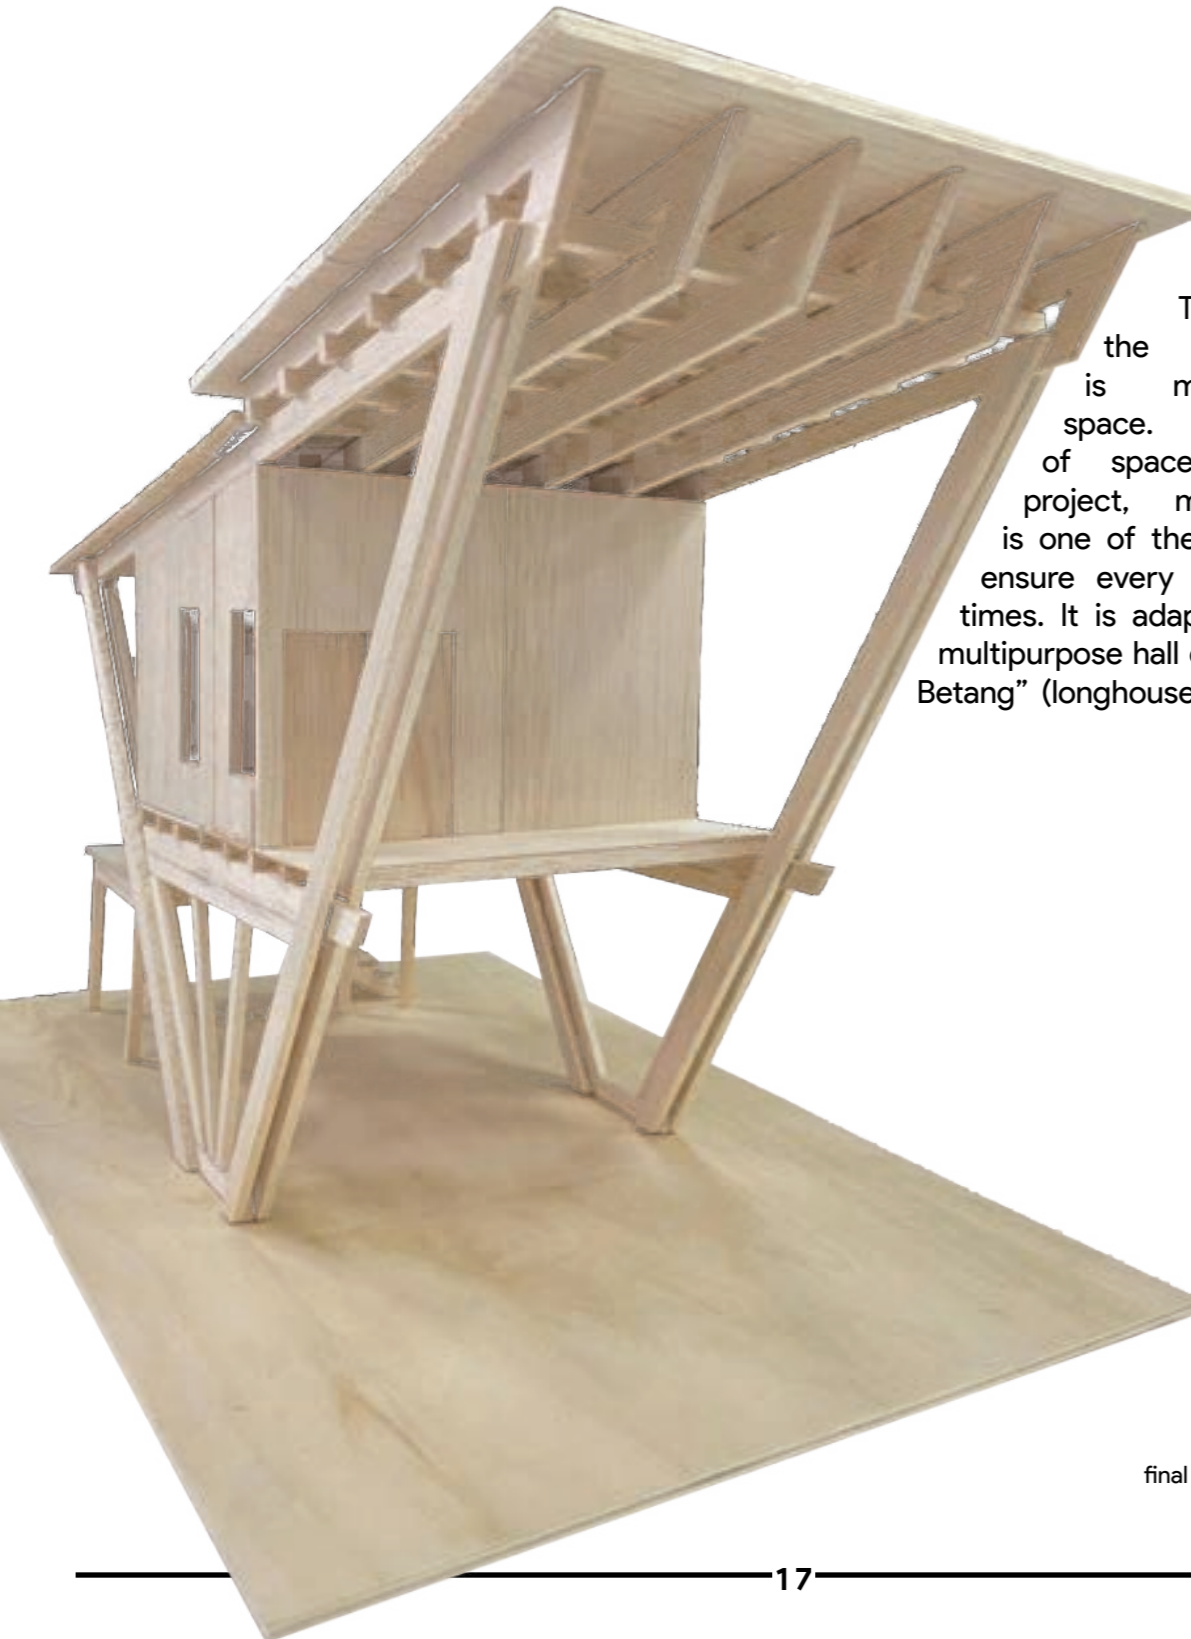 the
is
space.
of space
project,
is one of the
ensure every
times. It is adap
multipurpose hall
Betang” (longhouse
final
17